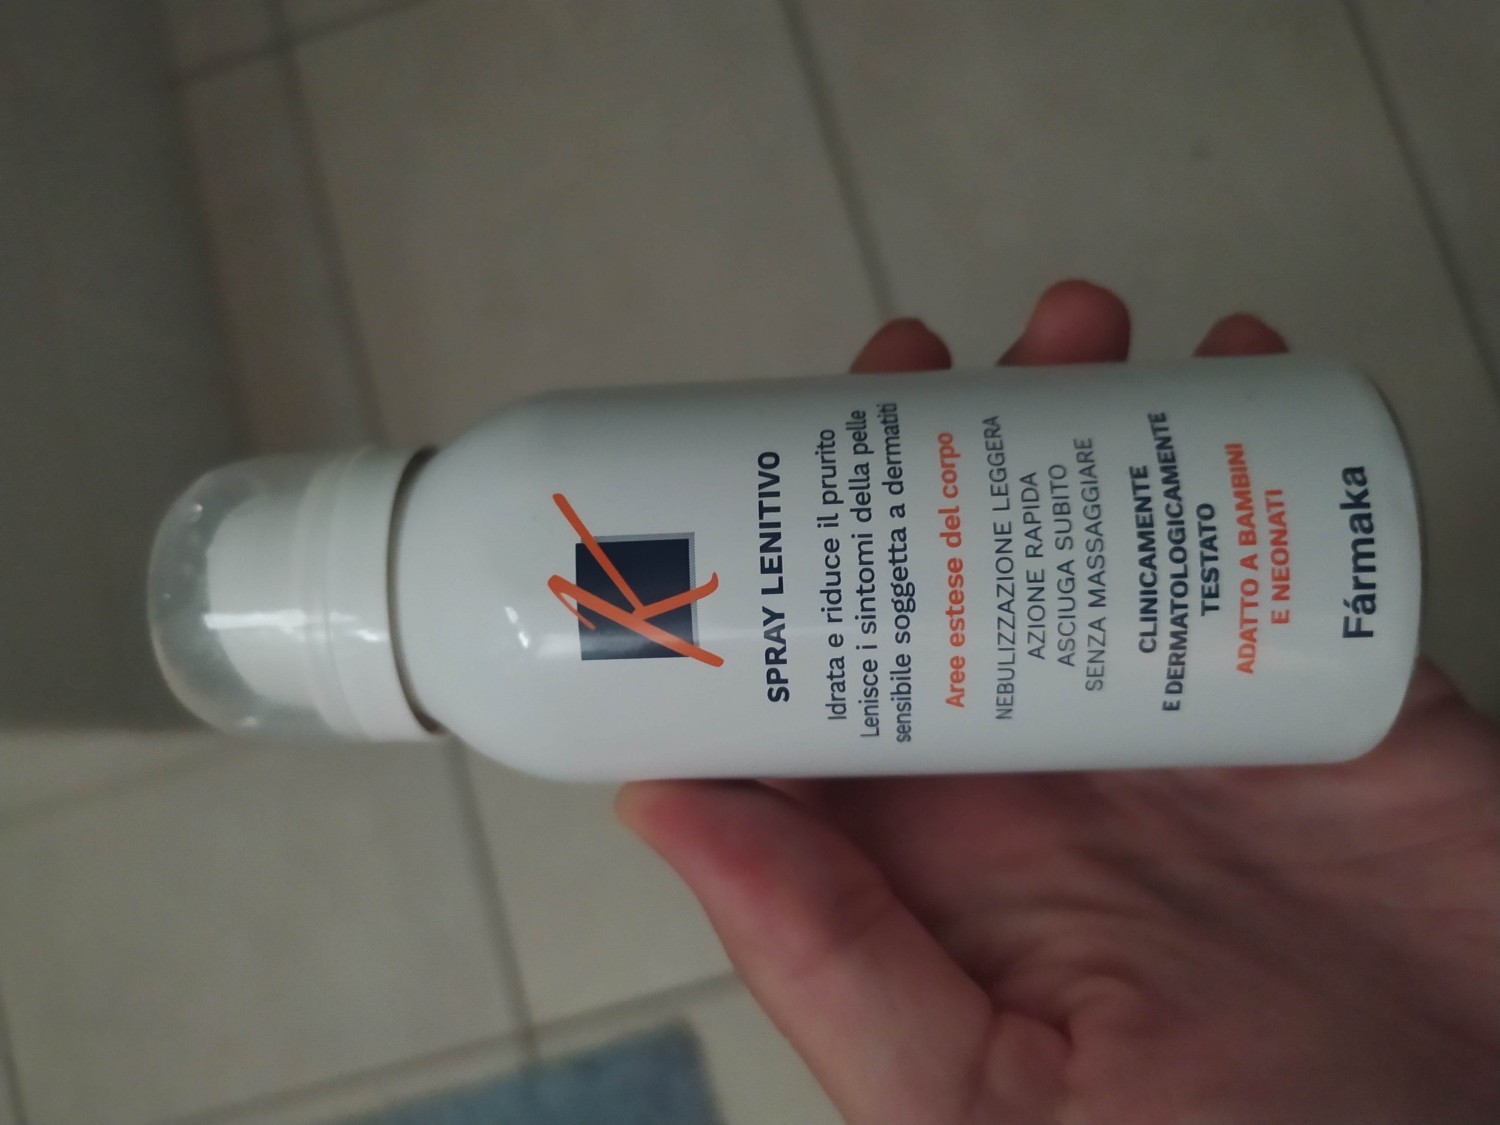 K
SPRAY LENITIVO
Idrata e riduce il prurito
Lenisce i sintomi della pelle
sensibile soggetta a dermatiti
Aree estese del corpo
NEBULIZZAZIONE LEGGERA
AZIONE RAPIDA
ASCIUGA SUBITO
SENZA MASSAGGIARE
CLINICAMENTE
E DERMATOLOGICAMENTE
TESTATO
ADATTO A BAMBINI
E NEONATI
Fármaka